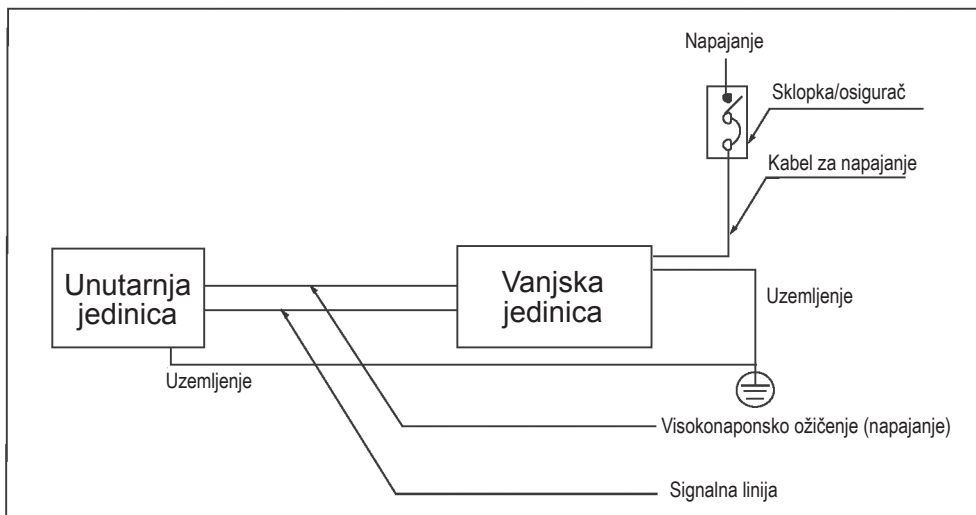 Napajanje
Sklopka/osigurač
Kabel za napajanje
Unutarnja
jedinica
Vanjska
jedinica
Uzemljenje
Uzemljenje
Visokonaponsko ožičenje (napajanje)
Signalna linija